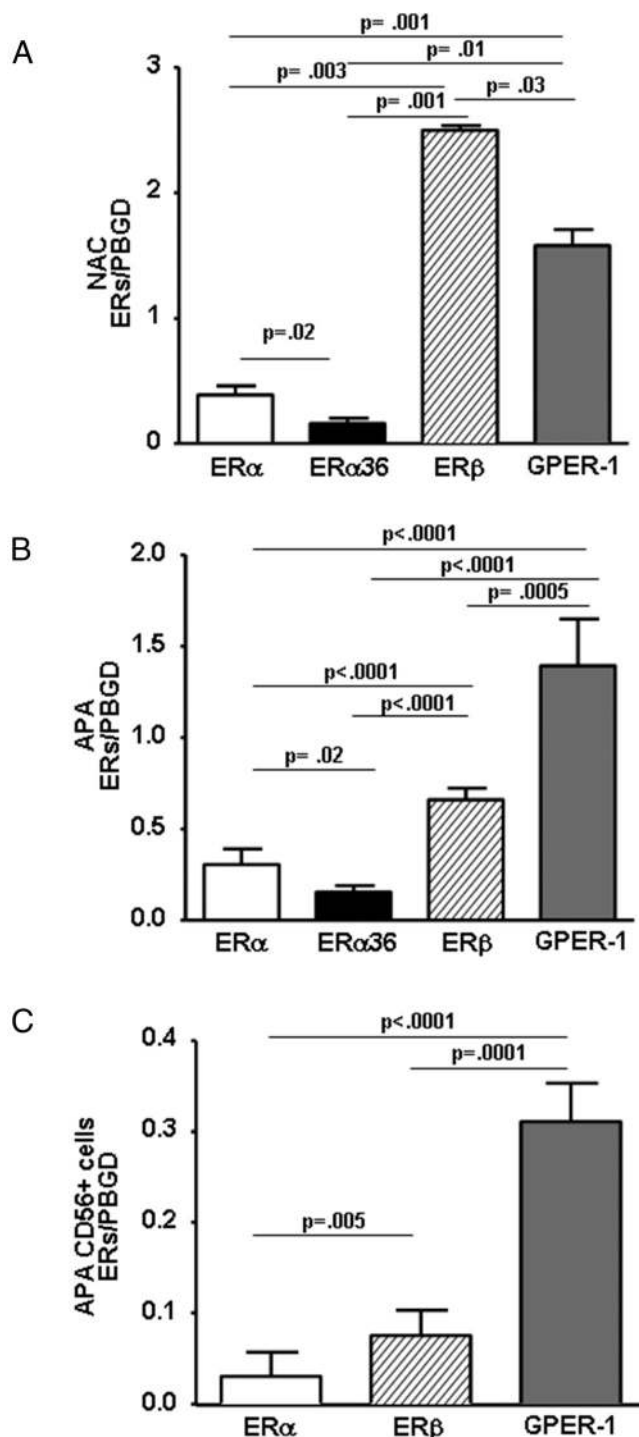 A
p= .001
p= .01
p= .003
p= .03
p= .001
3
2
1
0
NAC
ERs/PBGD
p=.02
ERα
ERα36
ERβ
GPER-1
B
p<.0001
p<.0001
p= .0005
p<.0001
p<.0001
p= .02
2.0
1.5
1.0
0.5
0.0
APA
ERs/PBGD
ERα
ERα36
ERβ
GPER-1
C
p<.0001
p=.0001
p=.005
0.4
0.3
0.2
0.1
0.0
APA CD56+ cells
ERs/PBGD
ERα
ERβ
GPER-1